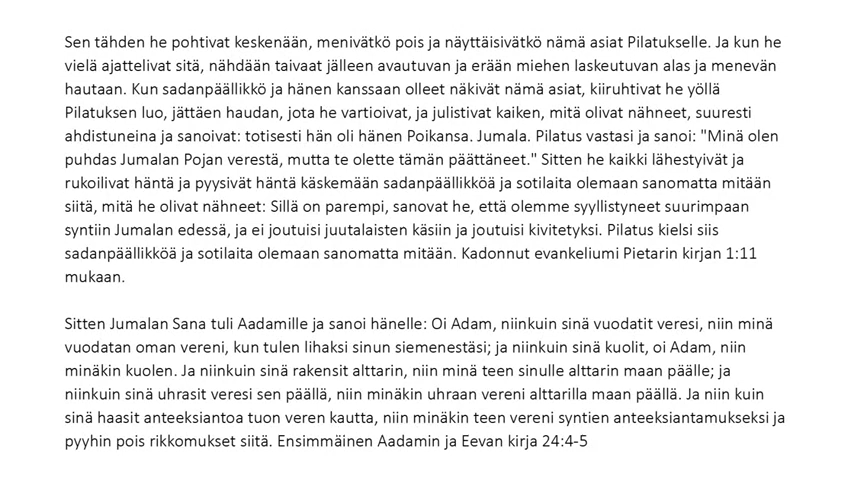 Sen tähden he pohtivat keskenään, menivätkö pois ja näyttäisivätkö nämä asiat Pilatukselle. Ja kun he
vielä ajattelivat sitä, nähdään taivaat jälleen avautuvan ja erään miehen laskeutuvan alas ja menevän
hautaan. Kun sadanpäällikkö ja hänen kanssaan olleet näkivät nämä asiat, kiiruhtivat he yöllä
Pilatuksen luo, jättäen haudan, jota he vartioivat, ja julistivat kaiken, mitä olivat nähneet, suuresti
ahdistuneina ja sanoivat: totisesti hän oli hänen Poikansa. Jumala. Pilatus vastasi ja sanoi: "Minä olen
puhdas Jumalan Pojan verestä, mutta te olette tämän päättäneet." Sitten he kaikki lähestyivät ja
rukoilivat häntä ja pyysivät häntä käskemään sadanpäällikköä ja sotilaita olemaan sanomatta mitään
siitä, mitä he olivat nähneet: Sillä on parempi, sanovat he, että olemme syyllistyneet suurimpaan
syntiin Jumalan edessä, ja ei joutuisi juutalaisten käsiin ja joutuisi kivitetyksi. Pilatus kielsi siis
sadanpäällikköä ja sotilaita olemaan sanomatta mitään. Kadonnut evankeliumi Pietarin kirjan 1:11
mukaan.
Sitten Jumalan Sana tuli Aadamille ja sanoi hänelle: Oi Adam, niinkuin sinä vuodatit veresi, niin minä
vuodatan oman vereni, kun tulen lihaksi sinun siemenestäsi; ja niinkuin sinä kuolit, oi Adam, niin
minäkin kuolen. Ja niinkuin sinä rakensit alttarin, niin minä teen sinulle alttarin maan päälle; ja
niinkuin sinä uhrasit veresi sen päällä, niin minäkin uhraan vereni alttarilla maan päällä. Ja niin kuin
sinä haasit anteeksiantoa tuon veren kautta, niin minäkin teen vereni syntien anteeksiantamukseksi ja
pyyhin pois rikkomukset siitä. Ensimmäinen Aadamin ja Eevan kirja 24:4-5